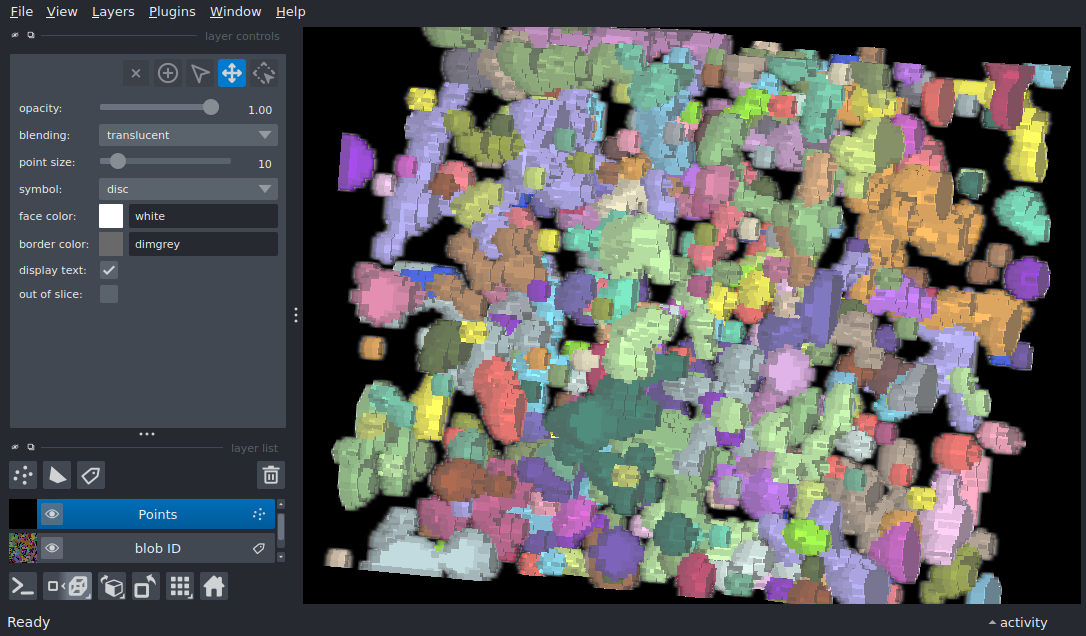 File View Layers Plugins Window Help
layer controls
opacity: 1.00
blending: translucent
point size: 10
symbol: disc
face color: white
border color: dimgrey
display text:
out of slice:
layer list
Points
blob ID
Ready activity